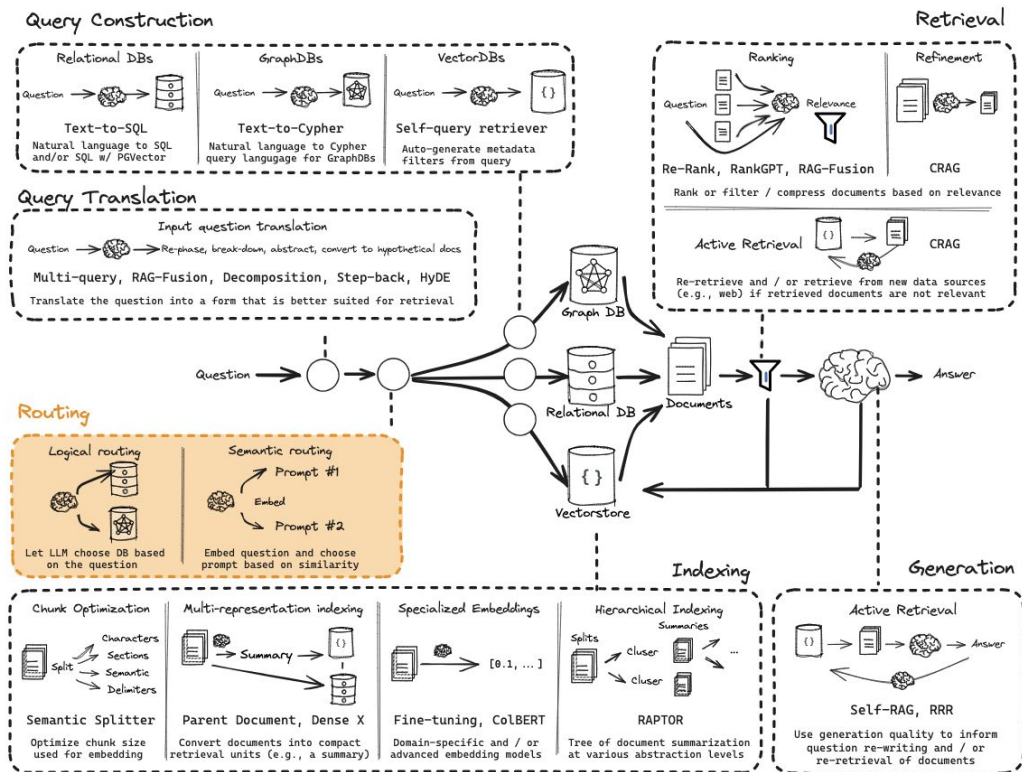 Query Construction
Relational DBs
Question
Text-to-SQL
Natural language to SQL
and/or SQL w/ PGVector
GraphDBs
Question
Text-to-Cypher
Natural language to Cypher
query langugage for GraphDBs
VectorDBs
Question
{ }
Self-query retriever
Auto-generate metadata
filters from query
Retrieval
Ranking
Question
Relevance
Re-Rank, RankGPT, RAG-Fusion
Refinement
CRAG
Rank or filter / compress documents based on relevance
Active Retrieval
{ }
CRAG
Re-retrieve and / or retrieve from new data sources
(e.g., web) if retrieved documents are not relevant
Query Translation
Input question translation
Question
Re-phase, break-down, abstract, convert to hypothetical docs
Multi-query, RAG-Fusion, Decomposition, Step-back, HyDE
Translate the question into a form that is better suited for retrieval
Question
Graph DB
Relational DB
{ }
Vectorstore
Documents
Answer
Routing
Logical routing
Let LLM choose DB based
on the question
Semantic routing
Prompt #1
Embed
Prompt #2
Embed question and choose
prompt based on similarity
Indexing
Chunk Optimization
Split
Characters
Sections
Semantic
Delimiters
Semantic Splitter
Optimize chunk size
used for embedding
Multi-representation indexing
Summary
{ }
Parent Document, Dense X
Convert documents into compact
retrieval units (e.g., a summary)
Specialized Embeddings
[0.1, ...]
Fine-tuning, ColBERT
Domain-specific and / or
advanced embedding models
Hierarchical Indexing
Splits
Summaries
Cluser
Cluser
...
RAPTOR
Tree of document summarization
at various abstraction levels
Generation
Active Retrieval
{ }
Answer
Self-RAG, RRR
Use generation quality to inform
question re-writing and / or
re-retrieval of documents